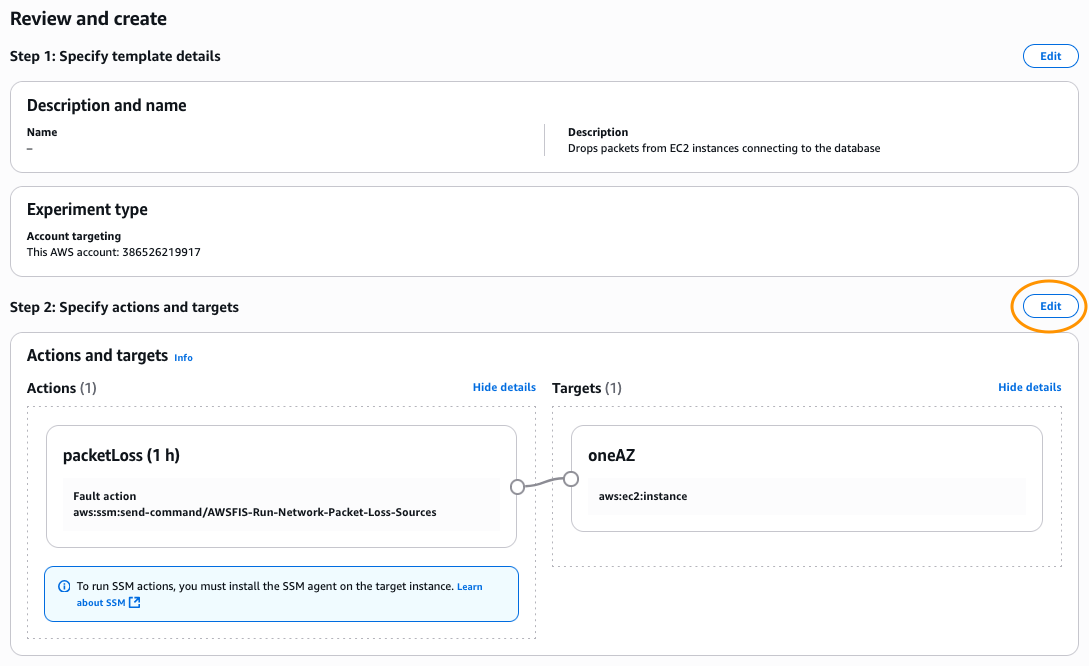 Review and create
Step 1: Specify template details
Edit
Description and name
Name
–
Description
Drops packets from EC2 instances connecting to the database
Experiment type
Account targeting
This AWS account: 386526219917
Step 2: Specify actions and targets
Edit
Actions and targets Info
Actions (1)
Hide details
packetLoss (1 h)
Fault action
aws:ssm:send-command/AWSFIS-Run-Network-Packet-Loss-Sources
To run SSM actions, you must install the SSM agent on the target instance. Learn
about SSM
Targets (1)
Hide details
oneAZ
aws:ec2:instance